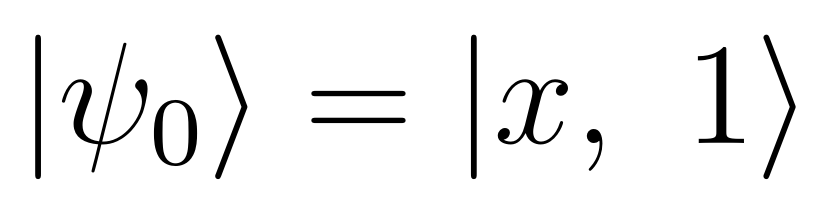 |ψ₀⟩ = |x, 1⟩